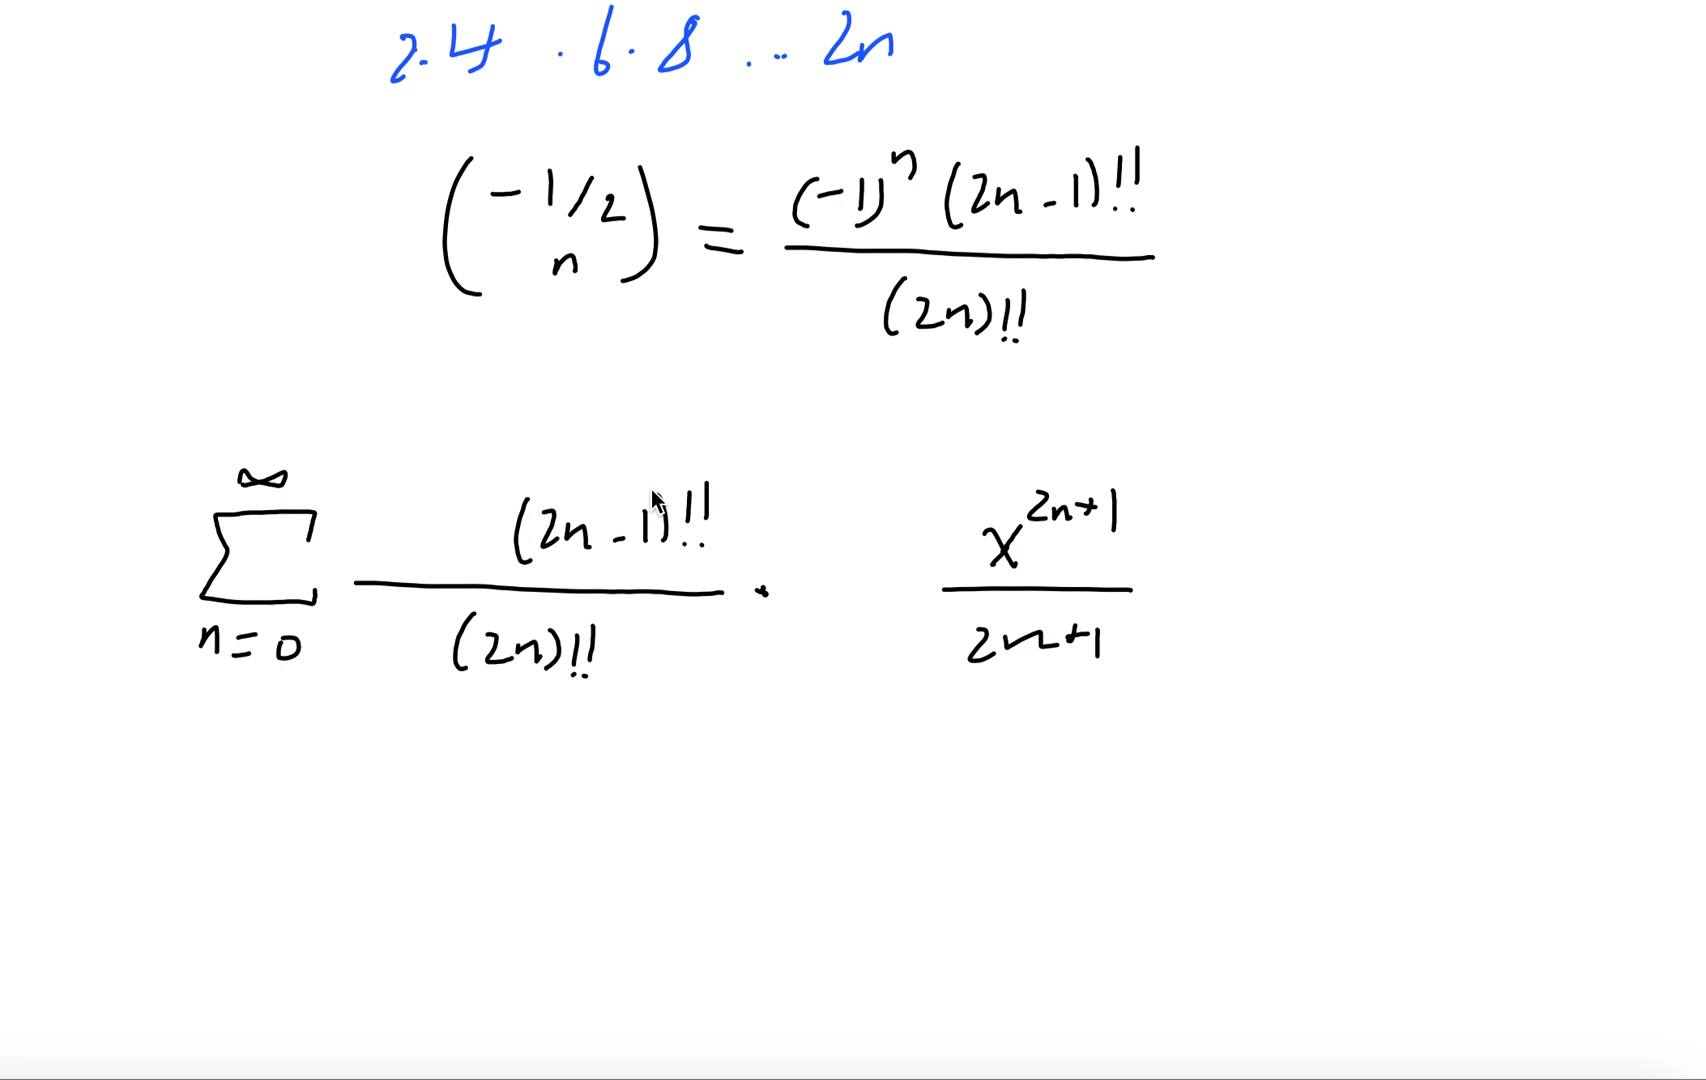 2·4 · 6 · 8 ... 2n
(-1/2 n) = (-1)^n (2n-1)!! / (2n)!!
∑_{n=0}^{∞} (2n-1)!! / (2n)!! · x^{2n+1} / 2n+1